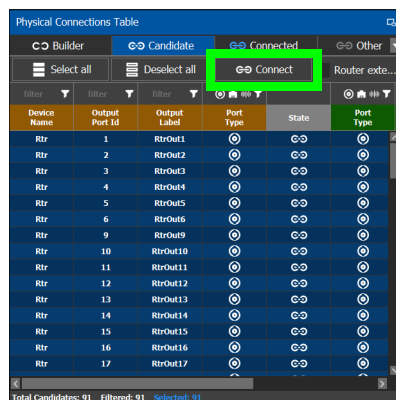 Physical Connections Table
Builder Candidate Connected Other
Select all Deselect all Connect Router exte...
filter filter filter
Device Name Output Port Id Output Label Port Type State Port Type
Rtr 1 RtrOut1
Rtr 2 RtrOut2
Rtr 3 RtrOut3
Rtr 4 RtrOut4
Rtr 5 RtrOut5
Rtr 6 RtrOut6
Rtr 9 RtrOut9
Rtr 10 RtrOut10
Rtr 11 RtrOut11
Rtr 12 RtrOut12
Rtr 13 RtrOut13
Rtr 14 RtrOut14
Rtr 15 RtrOut15
Rtr 16 RtrOut16
Rtr 17 RtrOut17
Total Candidates: 91 Filtered: 91 Selected: 91